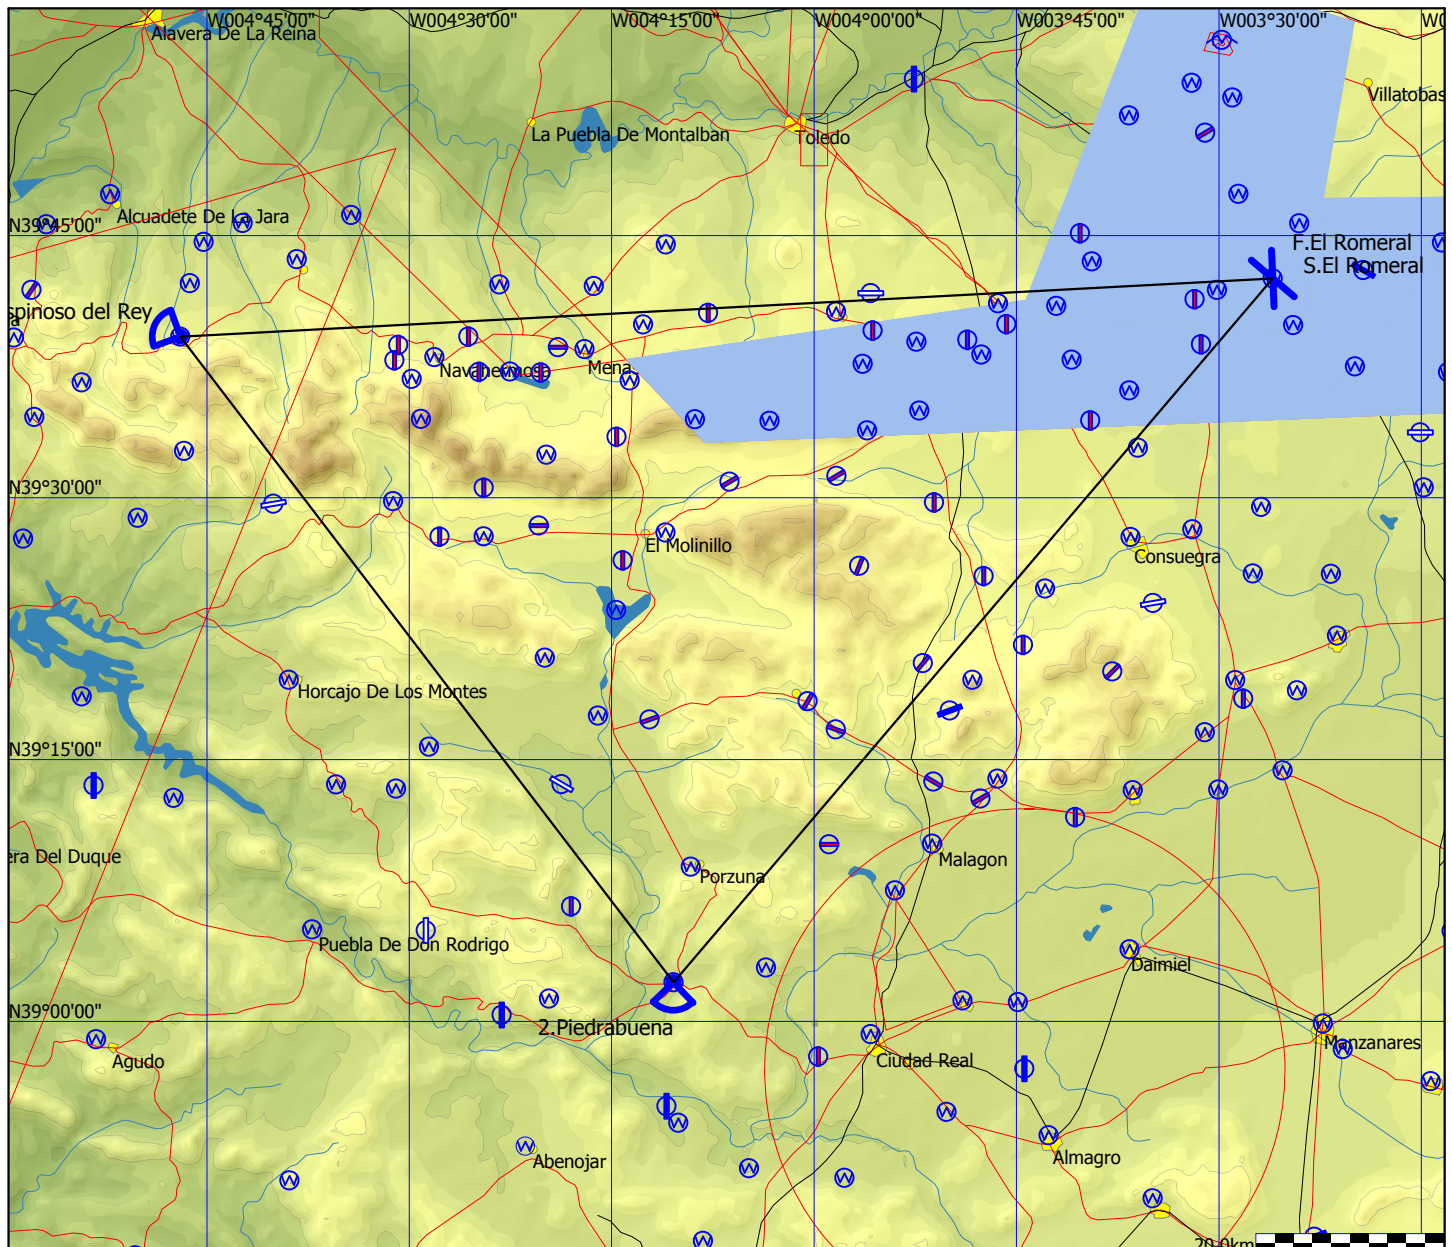 W004°45'00"
W004°30'00"
W004°15'00"
W004°00'00"
W003°45'00"
W003°30'00"
W0
Alavera De La Reina
Villatobas
La Puebla De Montalban
Toledo
Alcuadete De La Jara
N39°45'00"
F.El Romeral
S.El Romeral
spinoso del Rey
Navahermosa
Mena
N39°30'00"
El Molinillo
Consuegra
Horcajo De Los Montes
N39°15'00"
era Del Duque
Malagon
Porzuna
Puebla De Don Rodrigo
Daimiel
N39°00'00"
2.Piedrabuena
Manzanares
Agudo
Ciudad Real
Abenojar
Almagro
20.0km